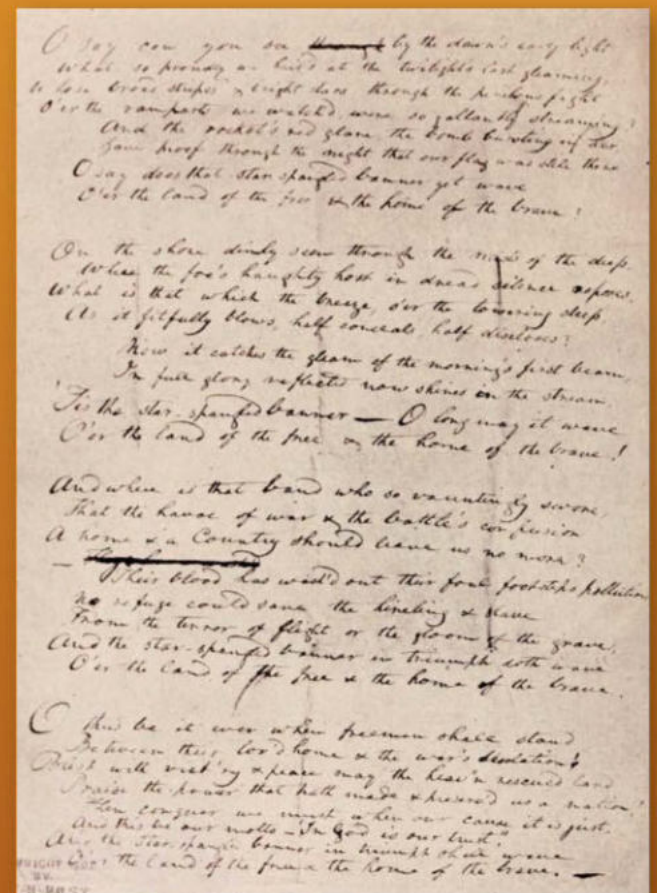 O say can you see ~~through~~ by the dawn's early light
What so proudly we hail'd at the twilight's last gleaming,
Whose broad stripes & bright stars through the perilous fight
O'er the ramparts we watch'd, were so gallantly streaming?
And the rocket's red glare, the bomb bursting in air,
Gave proof through the night that our flag was still there
O say does that star-spangled banner yet wave
O'er the land of the free & the home of the brave?
On the shore dimly seen through the mists of the deep,
Where the foe's haughty host in dread silence reposes,
What is that which the breeze, o'er the towering steep,
As it fitfully blows, half conceals, half discloses?
Now it catches the gleam of the morning's first beam,
In full glory reflected now shines in the stream,
'Tis the star-spangled banner — O long may it wave
O'er the land of the free & the home of the brave!
And where is that band who so vauntingly swore,
That the havoc of war & the battle's confusion
A home & a Country should leave us no more?
—
Their blood has wash'd out their foul footsteps pollution
No refuge could save the hireling & slave
From the terror of flight or the gloom of the grave,
And the star-spangled banner in triumph doth wave
O'er the land of the free & the home of the brave.
O thus be it ever when freemen shall stand
Between their lov'd home & the war's desolation!
Blest with vict'ry & peace may the heav'n rescued land
Praise the power that hath made & preserv'd us a nation!
Then conquer we must, when our cause it is just,
And this be our motto — "In God is our trust,"
And the star-spangled banner in triumph shall wave
O'er the land of the free & the home of the brave. —